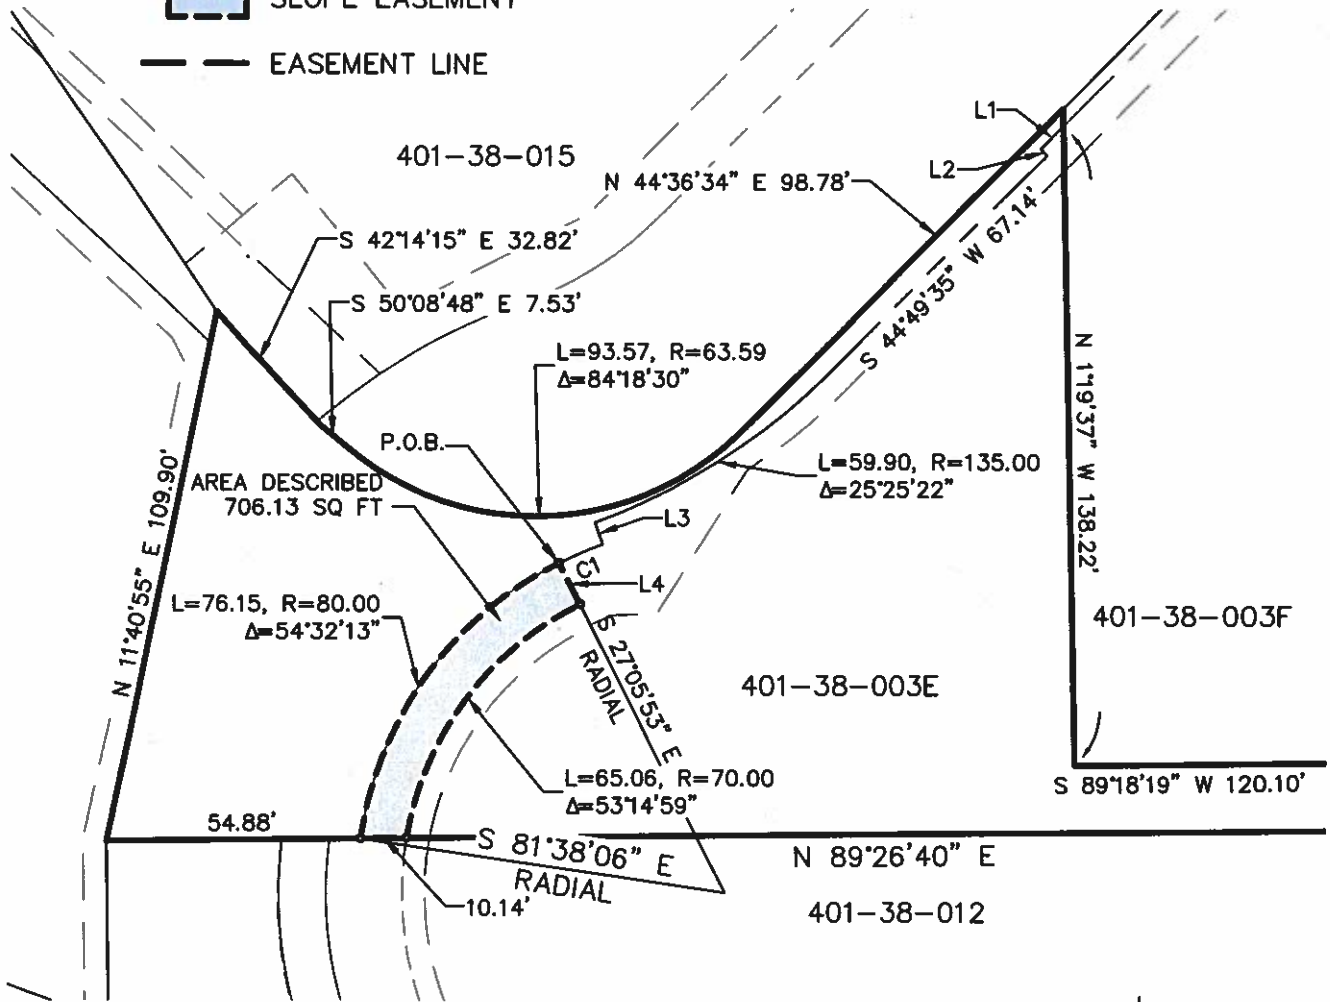 SLOPE EASEMENT
EASEMENT LINE
401-38-015
L1
L2
N 44°36'34" E 98.78'
S 42°14'15" E 32.82'
S 44°49'35" W 67.14'
S 50°08'48" E 7.53'
L=93.57, R=63.59
Δ=84°18'30"
N 1°19'37" W 138.22'
P.O.B.
L=59.90, R=135.00
Δ=25°25'22"
N 11°40'55" E 109.90'
AREA DESCRIBED
706.13 SQ FT
L3
C1
L4
L=76.15, R=80.00
Δ=54°32'13"
401-38-003F
S 27°05'53" E
RADIAL
401-38-003E
L=65.06, R=70.00
Δ=53°14'59"
S 89°18'19" W 120.10'
54.88'
S 81°38'06" E
RADIAL
N 89°26'40" E
10.14'
401-38-012